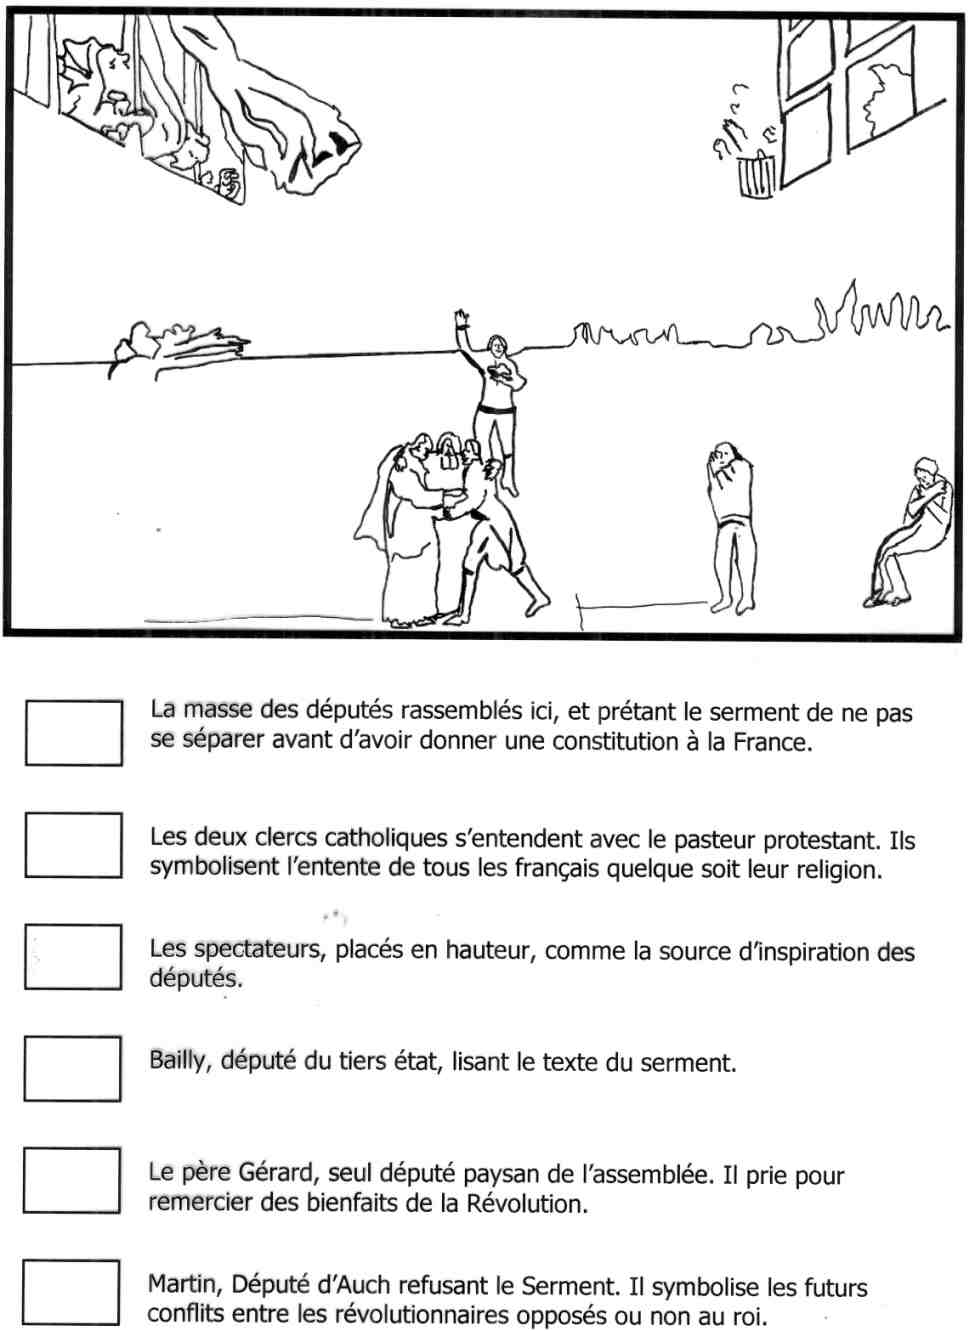 La masse des députés rassemblés ici, et prétant le serment de ne pas
se séparer avant d'avoir donner une constitution à la France.
Les deux clercs catholiques s'entendent avec le pasteur protestant. Ils
symbolisent l'entente de tous les français quelque soit leur religion.
Les spectateurs, placés en hauteur, comme la source d'inspiration des
députés.
Bailly, député du tiers état, lisant le texte du serment.
Le père Gérard, seul député paysan de l'assemblée. Il prie pour
remercier des bienfaits de la Révolution.
Martin, Député d'Auch refusant le Serment. Il symbolise les futurs
conflits entre les révolutionnaires opposés ou non au roi.